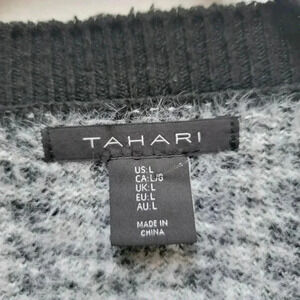 TAHARI
US:L
CA:L/G
UK:L
EU:L
AU:L
MADE IN
CHINA